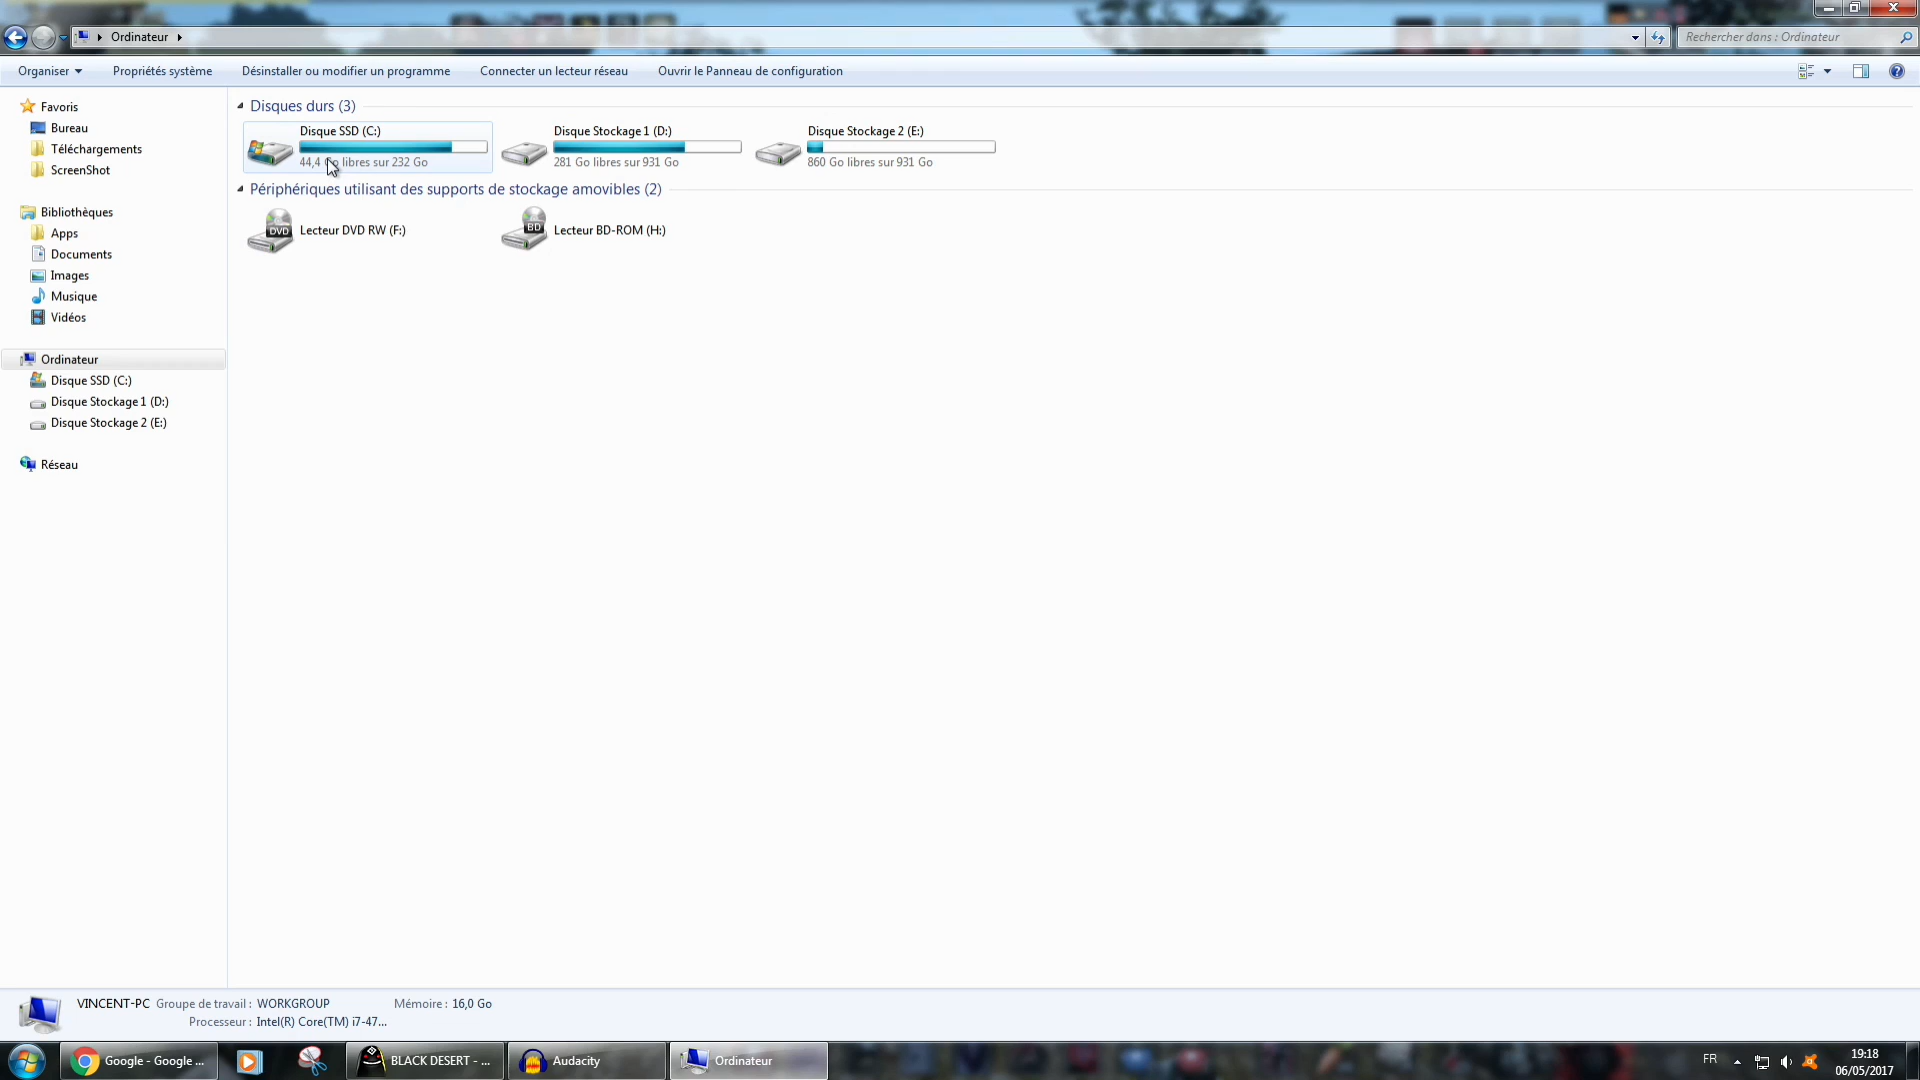 Ordinateur
Rechercher dans : Ordinateur
Organiser
Propriétés système
Désinstaller ou modifier un programme
Connecter un lecteur réseau
Ouvrir le Panneau de configuration
Favoris
Bureau
Téléchargements
ScreenShot
Bibliothèques
Apps
Documents
Images
Musique
Vidéos
Ordinateur
Disque SSD (C:)
Disque Stockage 1 (D:)
Disque Stockage 2 (E:)
Réseau
Disques durs (3)
Disque SSD (C:)
44,4 Go libres sur 232 Go
Disque Stockage 1 (D:)
281 Go libres sur 931 Go
Disque Stockage 2 (E:)
860 Go libres sur 931 Go
Périphériques utilisant des supports de stockage amovibles (2)
DVD
Lecteur DVD RW (F:)
BD
Lecteur BD-ROM (H:)
VINCENT-PC Groupe de travail : WORKGROUP Mémoire : 16,0 Go
Processeur : Intel(R) Core(TM) i7-47...
Google - Google ...
BLACK DESERT - ...
Audacity
Ordinateur
FR
19:18
06/05/2017